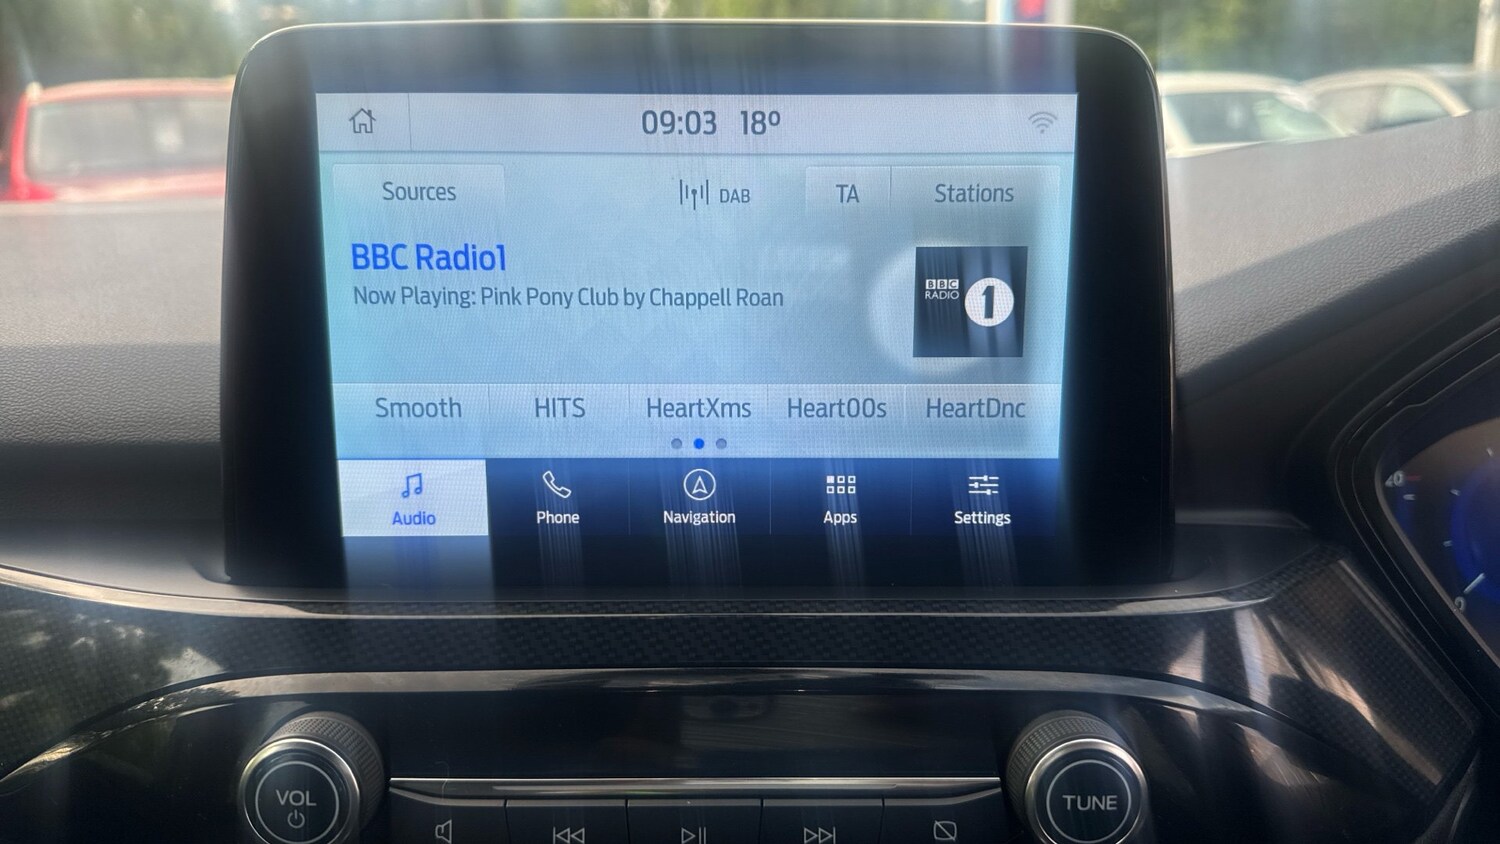 09:03 18°
Sources DAB TA Stations
BBC Radio1
Now Playing: Pink Pony Club by Chappell Roan
BBC
RADIO 1
Smooth HITS HeartXms Heart00s HeartDnc
Audio Phone Navigation Apps Settings
VOL TUNE